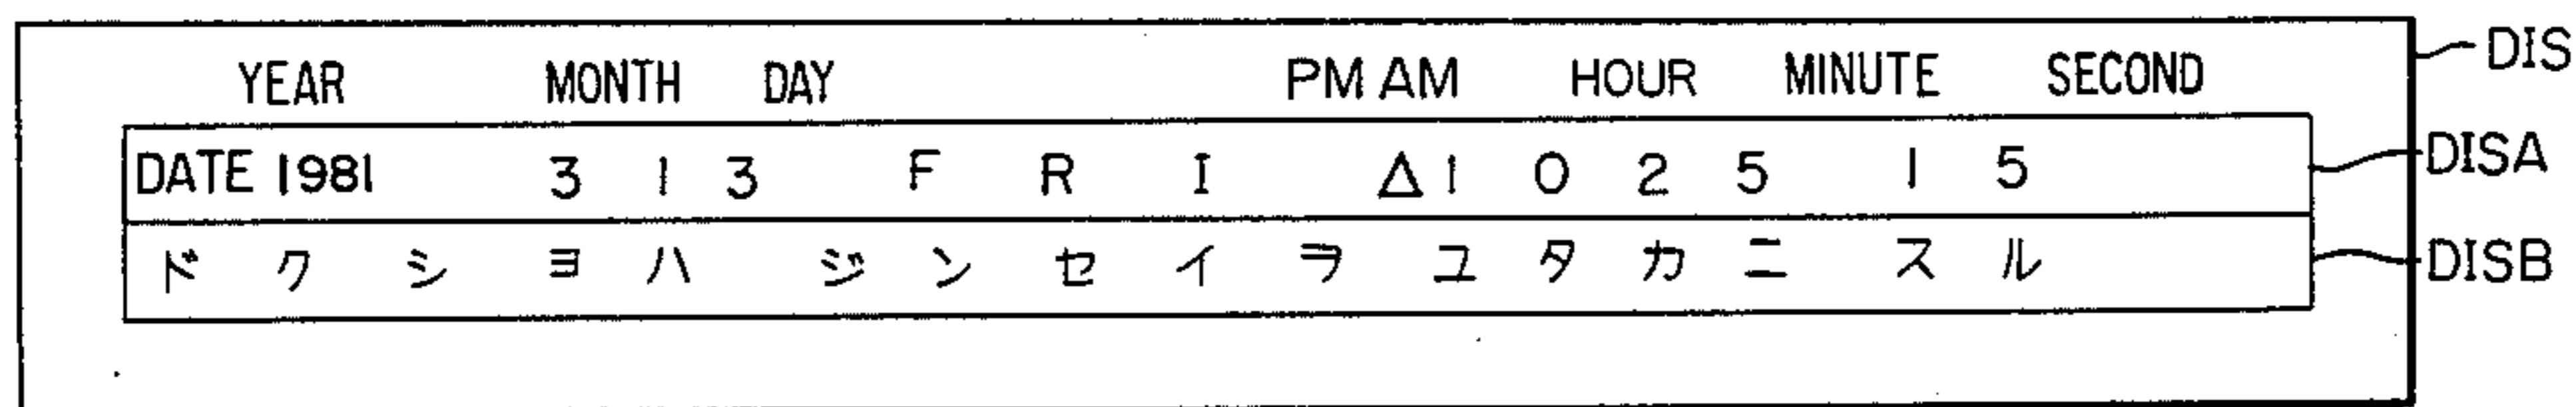 YEAR MONTH DAY PM AM HOUR MINUTE SECOND DIS
DATE 1981 3 1 3 F R I Δ 1 0 2 5 1 5 DISA
ド ク シ ョ ハ ジ ン セ イ ヲ ユ タ カ ニ ス ル DISB